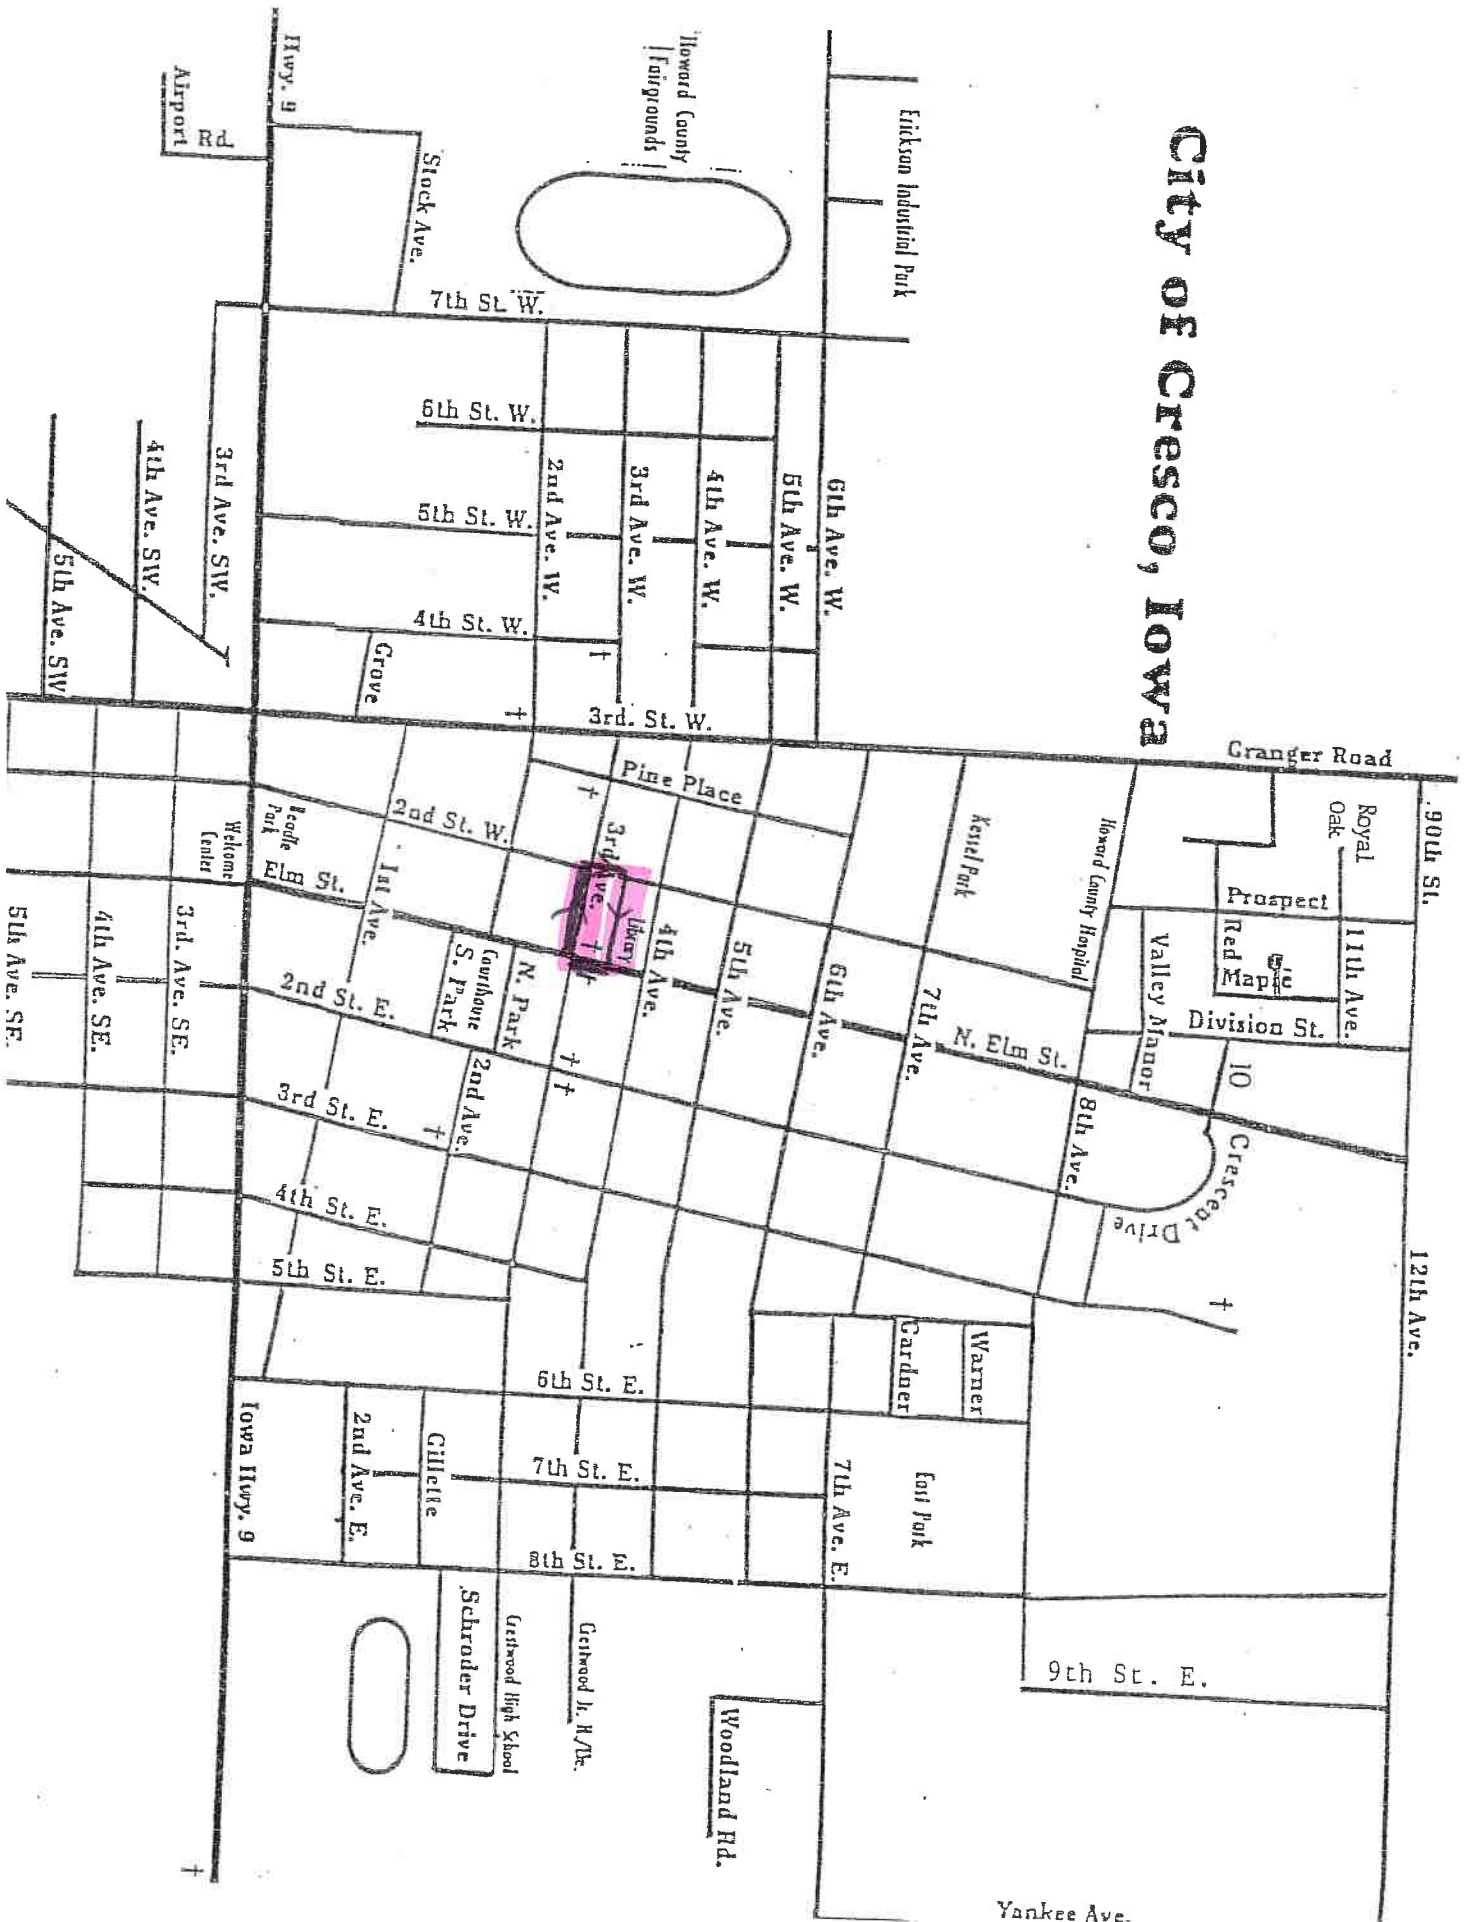 City of Cresco, Iowa
Hwy. 9
Airport Rd.
Stock Ave.
Howard County
Fairgrounds
Erickson Industrial Park
7th St. W.
6th St. W.
5th St. W.
4th St. W.
3rd Ave. SW.
4th Ave. SW.
5th Ave. SW
2nd Ave. W.
3rd Ave. W.
4th Ave. W.
5th Ave. W.
6th Ave. W.
Grove
3rd. St. W.
Granger Road
Pine Place
2nd St. W.
Beadle
Park
Welcome
Center
Elm St.
1st Ave.
3rd Ave.
Library
4th Ave.
5th Ave.
6th Ave.
7th Ave.
Kessel Park
Howard County Hospital
Royal
Oak
90th St.
Prospect
Red
Maple
11th Ave.
Valley Manor
Division St.
10
N. Elm St.
8th Ave.
Crescent Drive
12th Ave.
5th. Ave. SE.
4th Ave. SE.
3rd. Ave. SE.
2nd St. E.
S. Park
Courthouse
N. Park
2nd Ave.
3rd St. E.
4th St. E.
5th St. E.
6th St. E.
Gardner
Warner
Iowa Hwy. 9
2nd Ave. E.
Gillette
7th St. E.
7th Ave. E.
East Park
8th St. E.
Schroder Drive
Crestwood High School
Crestwood Jr. H./
Woodland Rd.
9th St. E.
Yankee Ave.